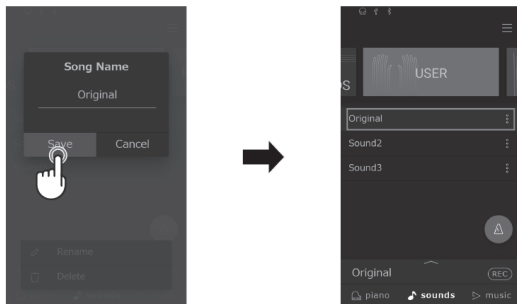 Song Name
Original
Save
Cancel
Rename
Delete
S
USER
Original
Sound2
Sound3
Original
REC
piano
sounds
music